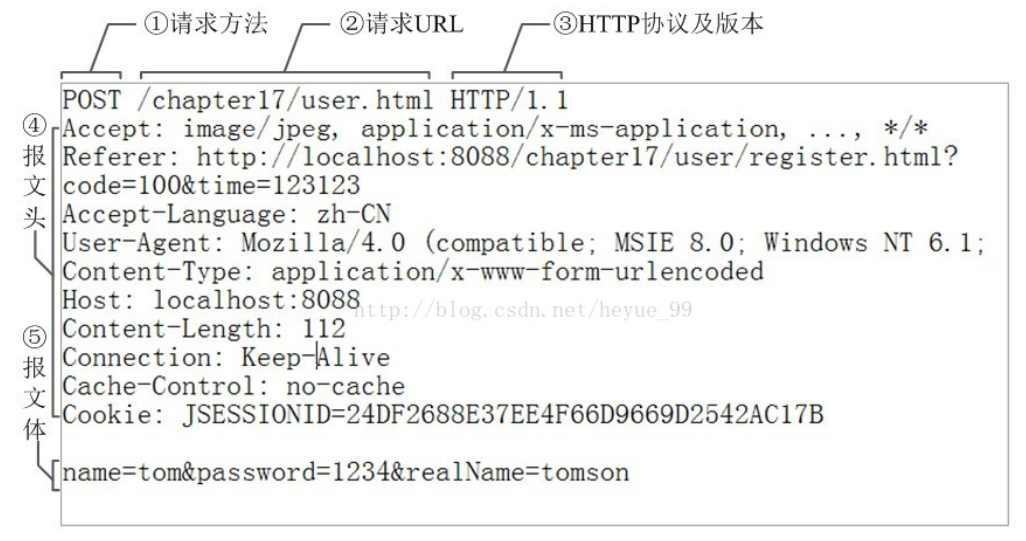 ①请求方法 ②请求URL ③HTTP协议及版本
POST /chapter17/user.html HTTP/1.1
④报文头
Accept: image/jpeg, application/x-ms-application, ..., */*
Referer: http://localhost:8088/chapter17/user/register.html?
code=100&time=123123
Accept-Language: zh-CN
User-Agent: Mozilla/4.0 (compatible; MSIE 8.0; Windows NT 6.1;
Content-Type: application/x-www-form-urlencoded
Host: localhost:8088
http://blog.csdn.net/heyue_99
Content-Length: 112
Connection: Keep-Alive
Cache-Control: no-cache
Cookie: JSESSIONID=24DF2688E37EE4F66D9669D2542AC17B
⑤报文体
name=tom&password=1234&realName=tomson